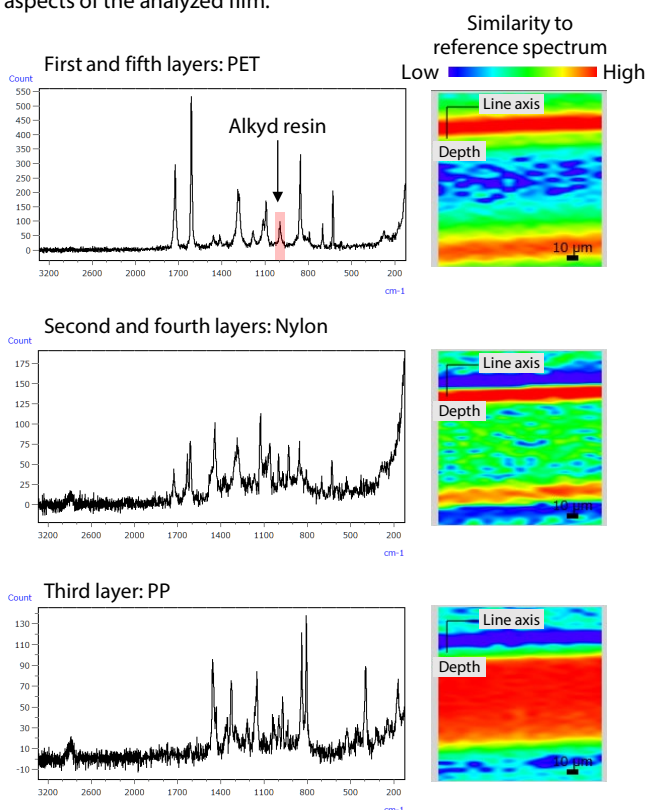 aspects of the analyzed film.
Similarity to
reference spectrum
Low High
First and fifth layers: PET
Count
550
500
450
400
350
300
250
200
150
100
50
0
Alkyd resin
3200 2600 2000 1700 1400 1100 800 500 200
cm-1
Line axis
Depth
10 µm
Second and fourth layers: Nylon
Count
175
150
125
100
75
50
25
0
3200 2600 2000 1700 1400 1100 800 500 200
cm-1
Line axis
Depth
10 µm
Third layer: PP
Count
130
110
90
70
50
30
10
-10
3200 2600 2000 1700 1400 1100 800 500 200
cm-1
Line axis
Depth
10 µm